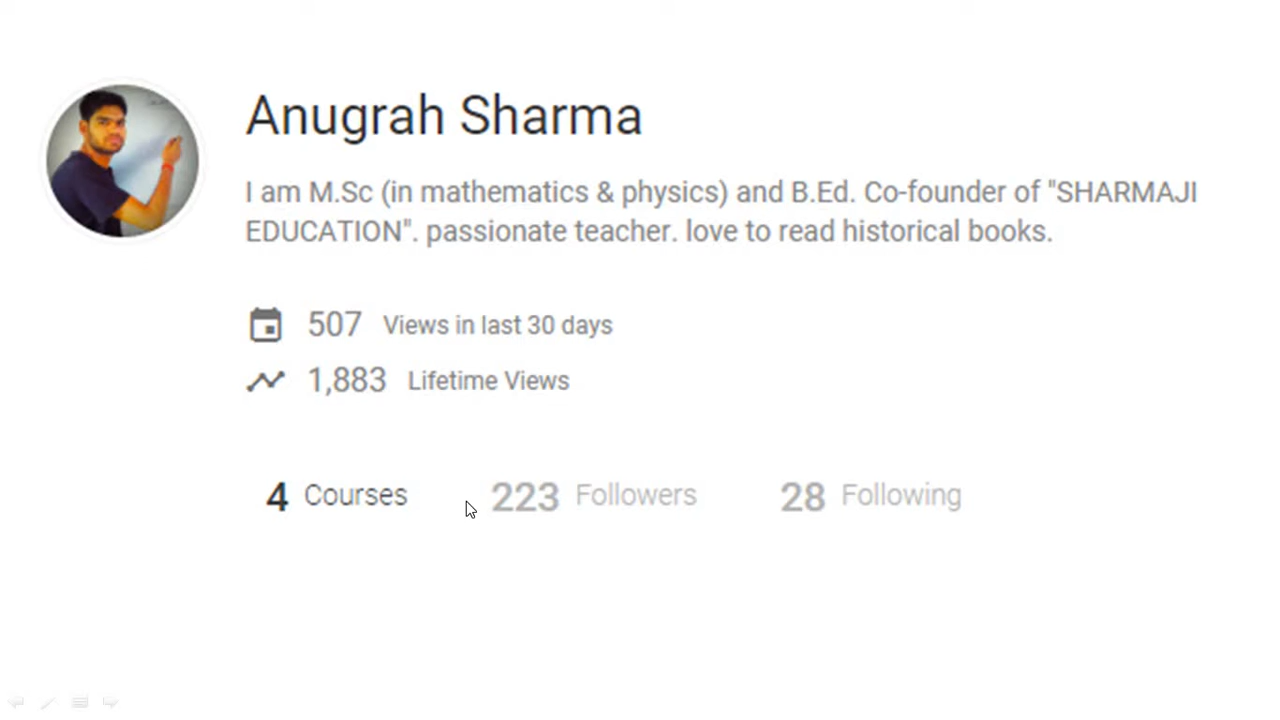 Anugrah Sharma
I am M.Sc (in mathematics & physics) and B.Ed. Co-founder of "SHARMAJI
EDUCATION". passionate teacher. love to read historical books.
507 Views in last 30 days
1,883 Lifetime Views
4 Courses 223 Followers 28 Following